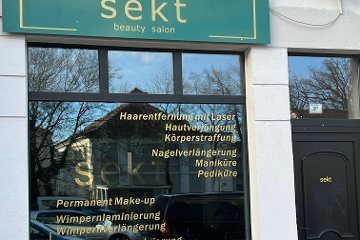 sekt
beauty salon
Haarentfernung mit Laser
Hautverjüngung
Körperstraffung
Nagelverlängerung
Maniküre
Pediküre
sekt
sekt
Permanent Make-up
Wimpernlaminierung
Wimpernverlängerung